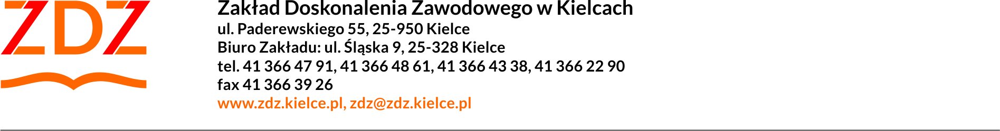 ZDZ
Zakład Doskonalenia Zawodowego w Kielcach
ul. Paderewskiego 55, 25-950 Kielce
Biuro Zakładu: ul. Śląska 9, 25-328 Kielce
tel. 41 366 47 91, 41 366 48 61, 41 366 43 38, 41 366 22 90
fax 41 366 39 26
www.zdz.kielce.pl, zdz@zdz.kielce.pl